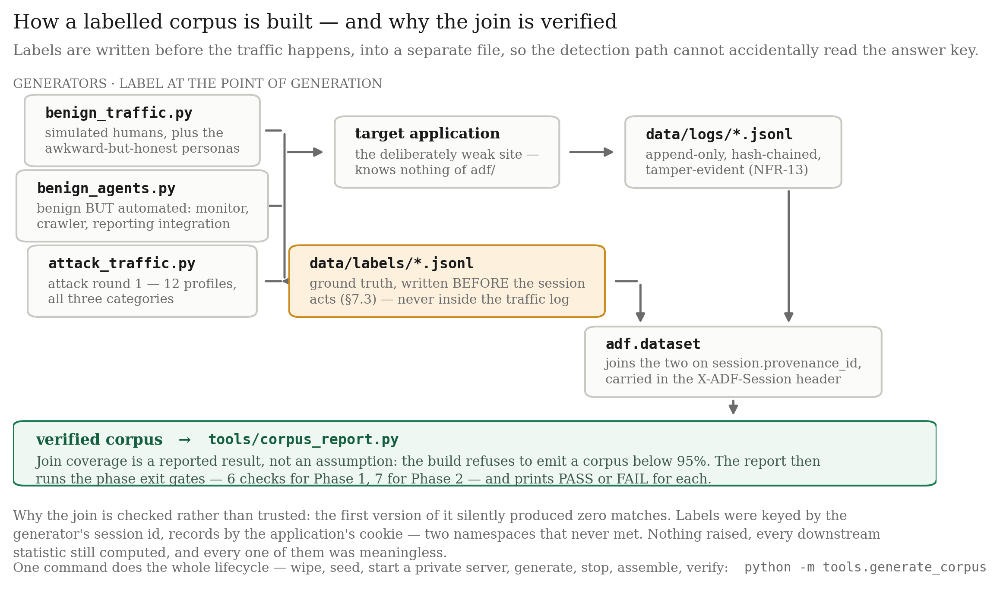 How a labelled corpus is built — and why the join is verified
Labels are written before the traffic happens, into a separate file, so the detection path cannot accidentally read the answer key.
GENERATORS · LABEL AT THE POINT OF GENERATION
benign_traffic.py
simulated humans, plus the
awkward-but-honest personas
benign_agents.py
benign BUT automated: monitor,
crawler, reporting integration
attack_traffic.py
attack round 1 — 12 profiles,
all three categories
target application
the deliberately weak site —
knows nothing of adf/
data/logs/*.jsonl
append-only, hash-chained,
tamper-evident (NFR-13)
data/labels/*.jsonl
ground truth, written BEFORE the session
acts (§7.3) — never inside the traffic log
adf.dataset
joins the two on session.provenance_id,
carried in the X-ADF-Session header
verified corpus → tools/corpus_report.py
Join coverage is a reported result, not an assumption: the build refuses to emit a corpus below 95%. The report then
runs the phase exit gates — 6 checks for Phase 1, 7 for Phase 2 — and prints PASS or FAIL for each.
Why the join is checked rather than trusted: the first version of it silently produced zero matches. Labels were keyed by the
generator's session id, records by the application's cookie — two namespaces that never met. Nothing raised, every downstream
statistic still computed, and every one of them was meaningless.
One command does the whole lifecycle — wipe, seed, start a private server, generate, stop, assemble, verify: python -m tools.generate_corpus